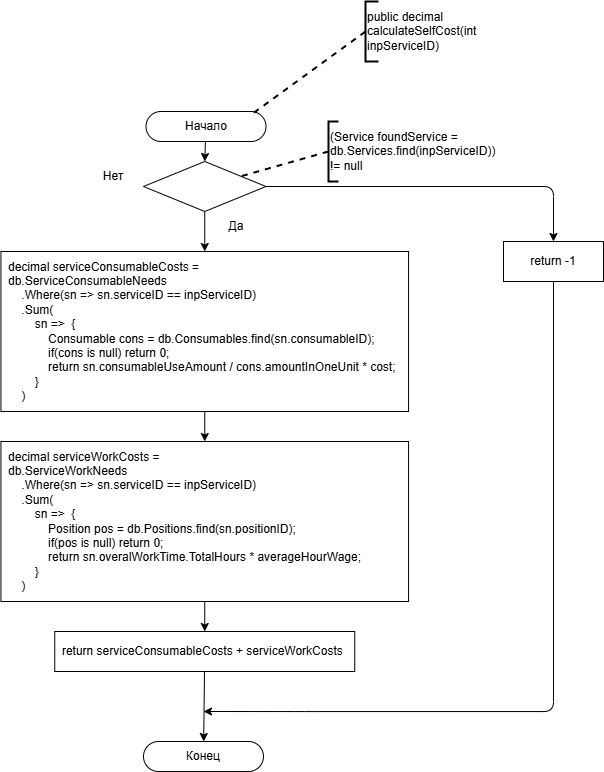 public decimal
calculateSelfCost(int
inpServiceID)
Начало
(Service foundService =
db.Services.find(inpServiceID))
!= null
Нет
Да
return -1
decimal serviceConsumableCosts =
db.ServiceConsumableNeeds
.Where(sn => sn.serviceID == inpServiceID)
.Sum(
sn => {
Consumable cons = db.Consumables.find(sn.consumableID);
if(cons is null) return 0;
return sn.consumableUseAmount / cons.amountInOneUnit * cost;
}
)
decimal serviceWorkCosts =
db.ServiceWorkNeeds
.Where(sn => sn.serviceID == inpServiceID)
.Sum(
sn => {
Position pos = db.Positions.find(sn.positionID);
if(pos is null) return 0;
return sn.overalWorkTime.TotalHours * averageHourWage;
}
)
return serviceConsumableCosts + serviceWorkCosts
Конец